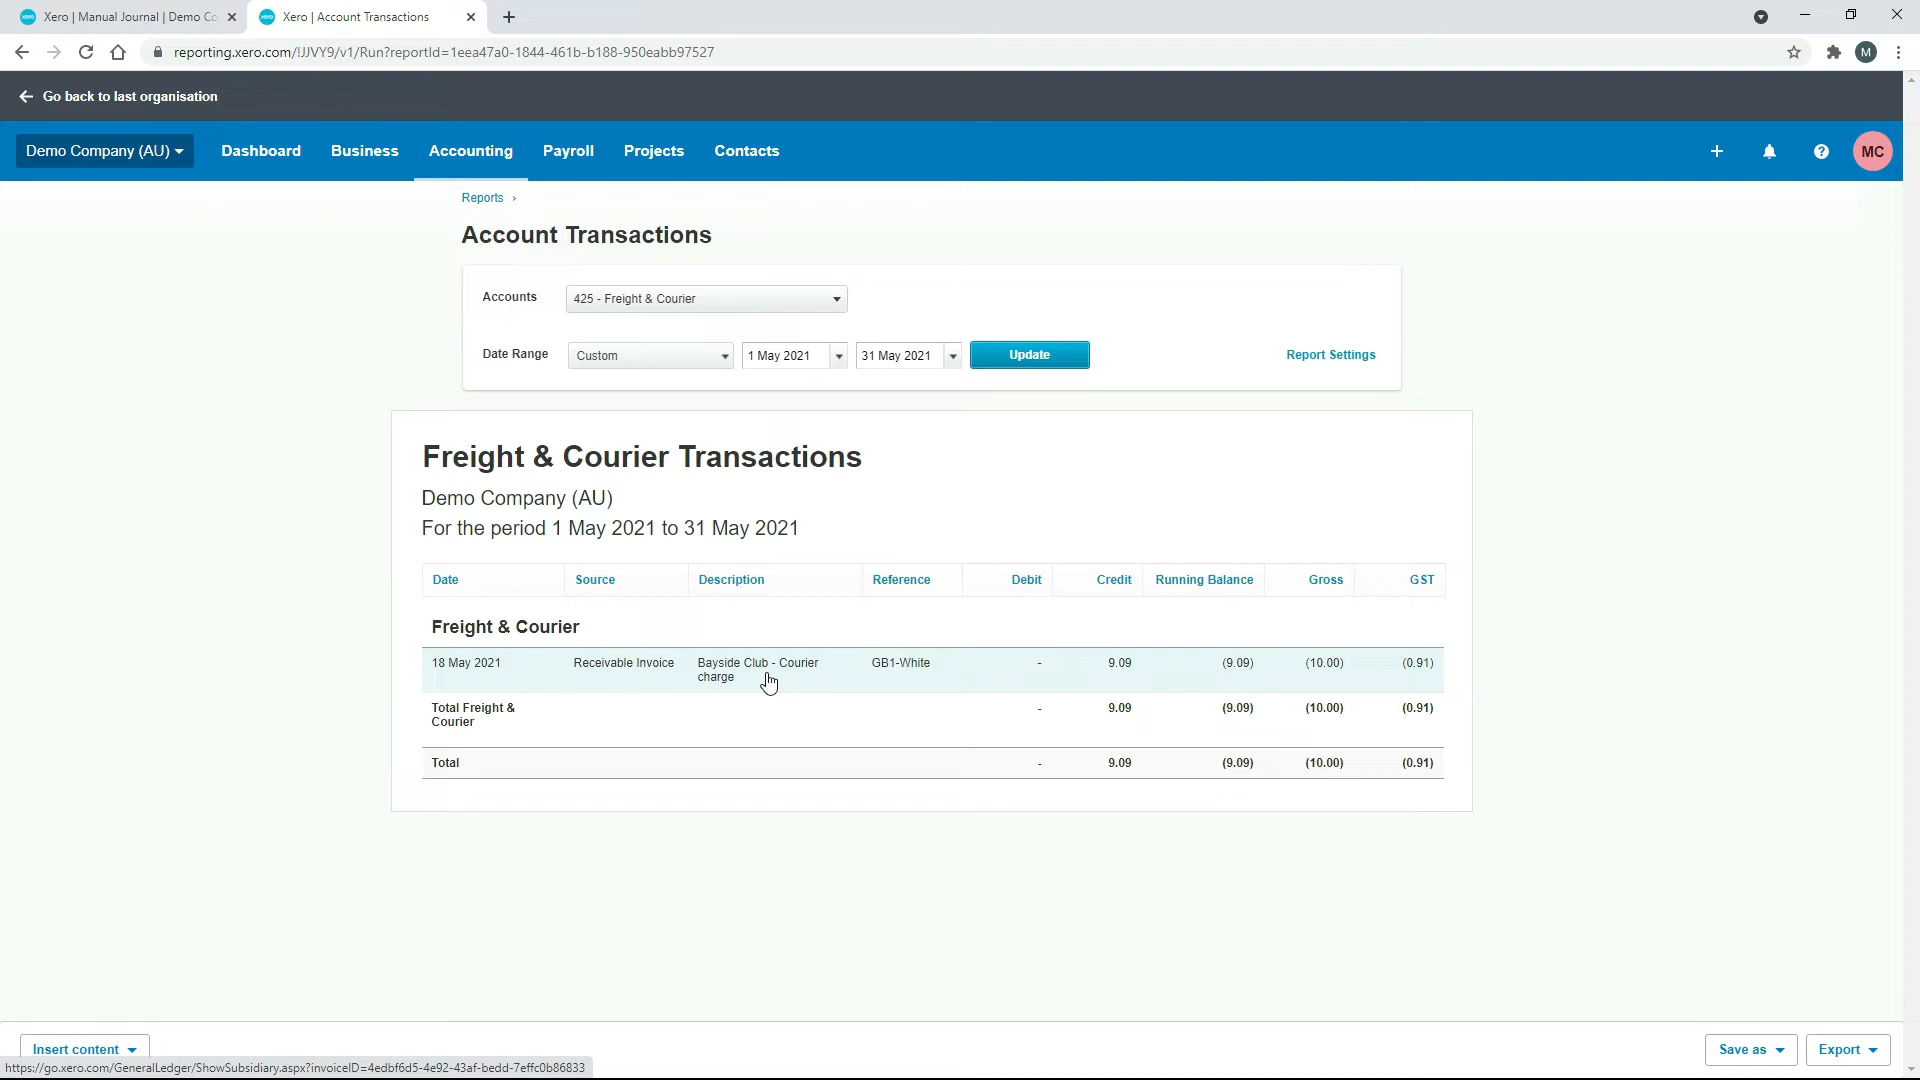 Xero | Manual Journal | Demo Co
Xero | Account Transactions
reporting.xero.com/!JJVY9/v1/Run?reportId=1eea47a0-1844-461b-b188-950eabb97527
M
Go back to last organisation
Demo Company (AU) Dashboard Business Accounting Payroll Projects Contacts MC
Reports ›
Account Transactions
Accounts 425 - Freight & Courier
Date Range Custom 1 May 2021 31 May 2021 Update Report Settings
Freight & Courier Transactions
Demo Company (AU)
For the period 1 May 2021 to 31 May 2021
Date Source Description Reference Debit Credit Running Balance Gross GST
Freight & Courier
18 May 2021 Receivable Invoice Bayside Club - Courier GB1-White - 9.09 (9.09) (10.00) (0.91)
charge
Total Freight & - 9.09 (9.09) (10.00) (0.91)
Courier
Total - 9.09 (9.09) (10.00) (0.91)
Insert content Save as Export
https://go.xero.com/GeneralLedger/ShowSubsidiary.aspx?invoiceID=4edbf6d5-4e92-43af-bedd-7effc0b86833